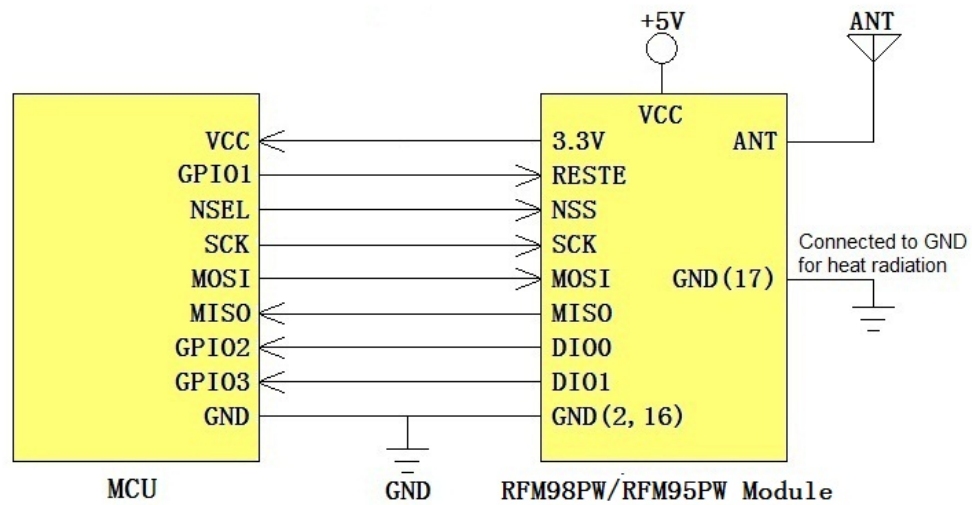 +5V
ANT
VCC
VCC
3.3V
ANT
GPIO1
RESTE
NSEL
NSS
SCK
SCK
Connected to GND
for heat radiation
MOSI
MOSI
GND(17)
MISO
MISO
GPIO2
DIO0
GPIO3
DIO1
GND
GND(2,16)
MCU
GND
RFM98PW/RFM95PW Module